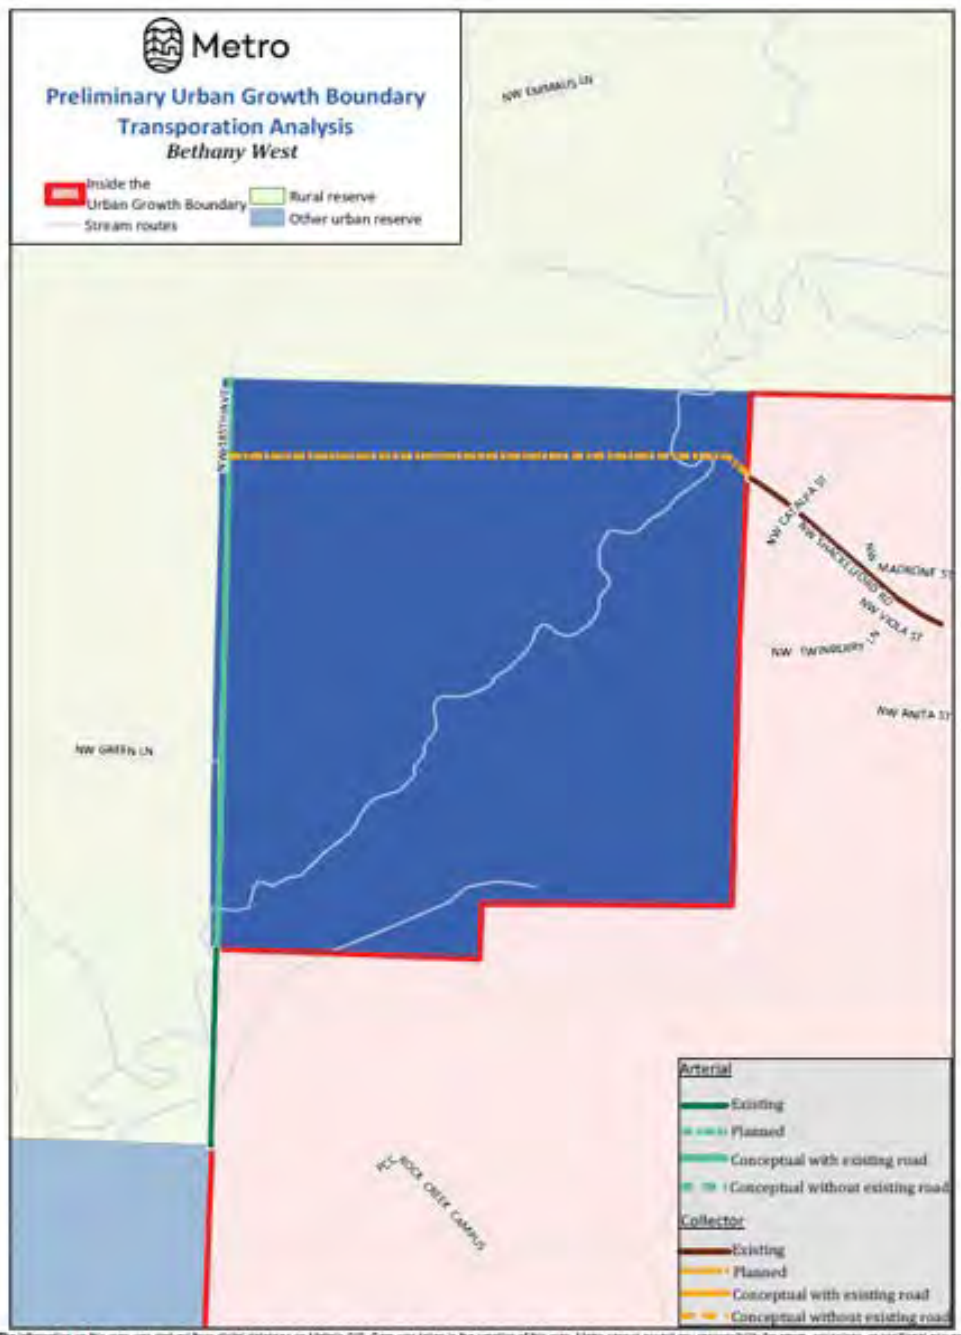 Metro
Preliminary Urban Growth Boundary
Transporation Analysis
Bethany West
Inside the
Urban Growth Boundary
Rural reserve
Stream routes
Other urban reserve
NW EMMAUS LN
NW CATALPA ST
NW SHACKELFORD RD
NW MADRONE ST
NW VIOLA ST
NW TWINBERRY LN
NW ANITA ST
NW GREEN LN
ROCK CREEK CAMPUS
Arterial
Existing
Planned
Conceptual with existing road
Conceptual without existing road
Collector
Existing
Planned
Conceptual with existing road
Conceptual without existing road